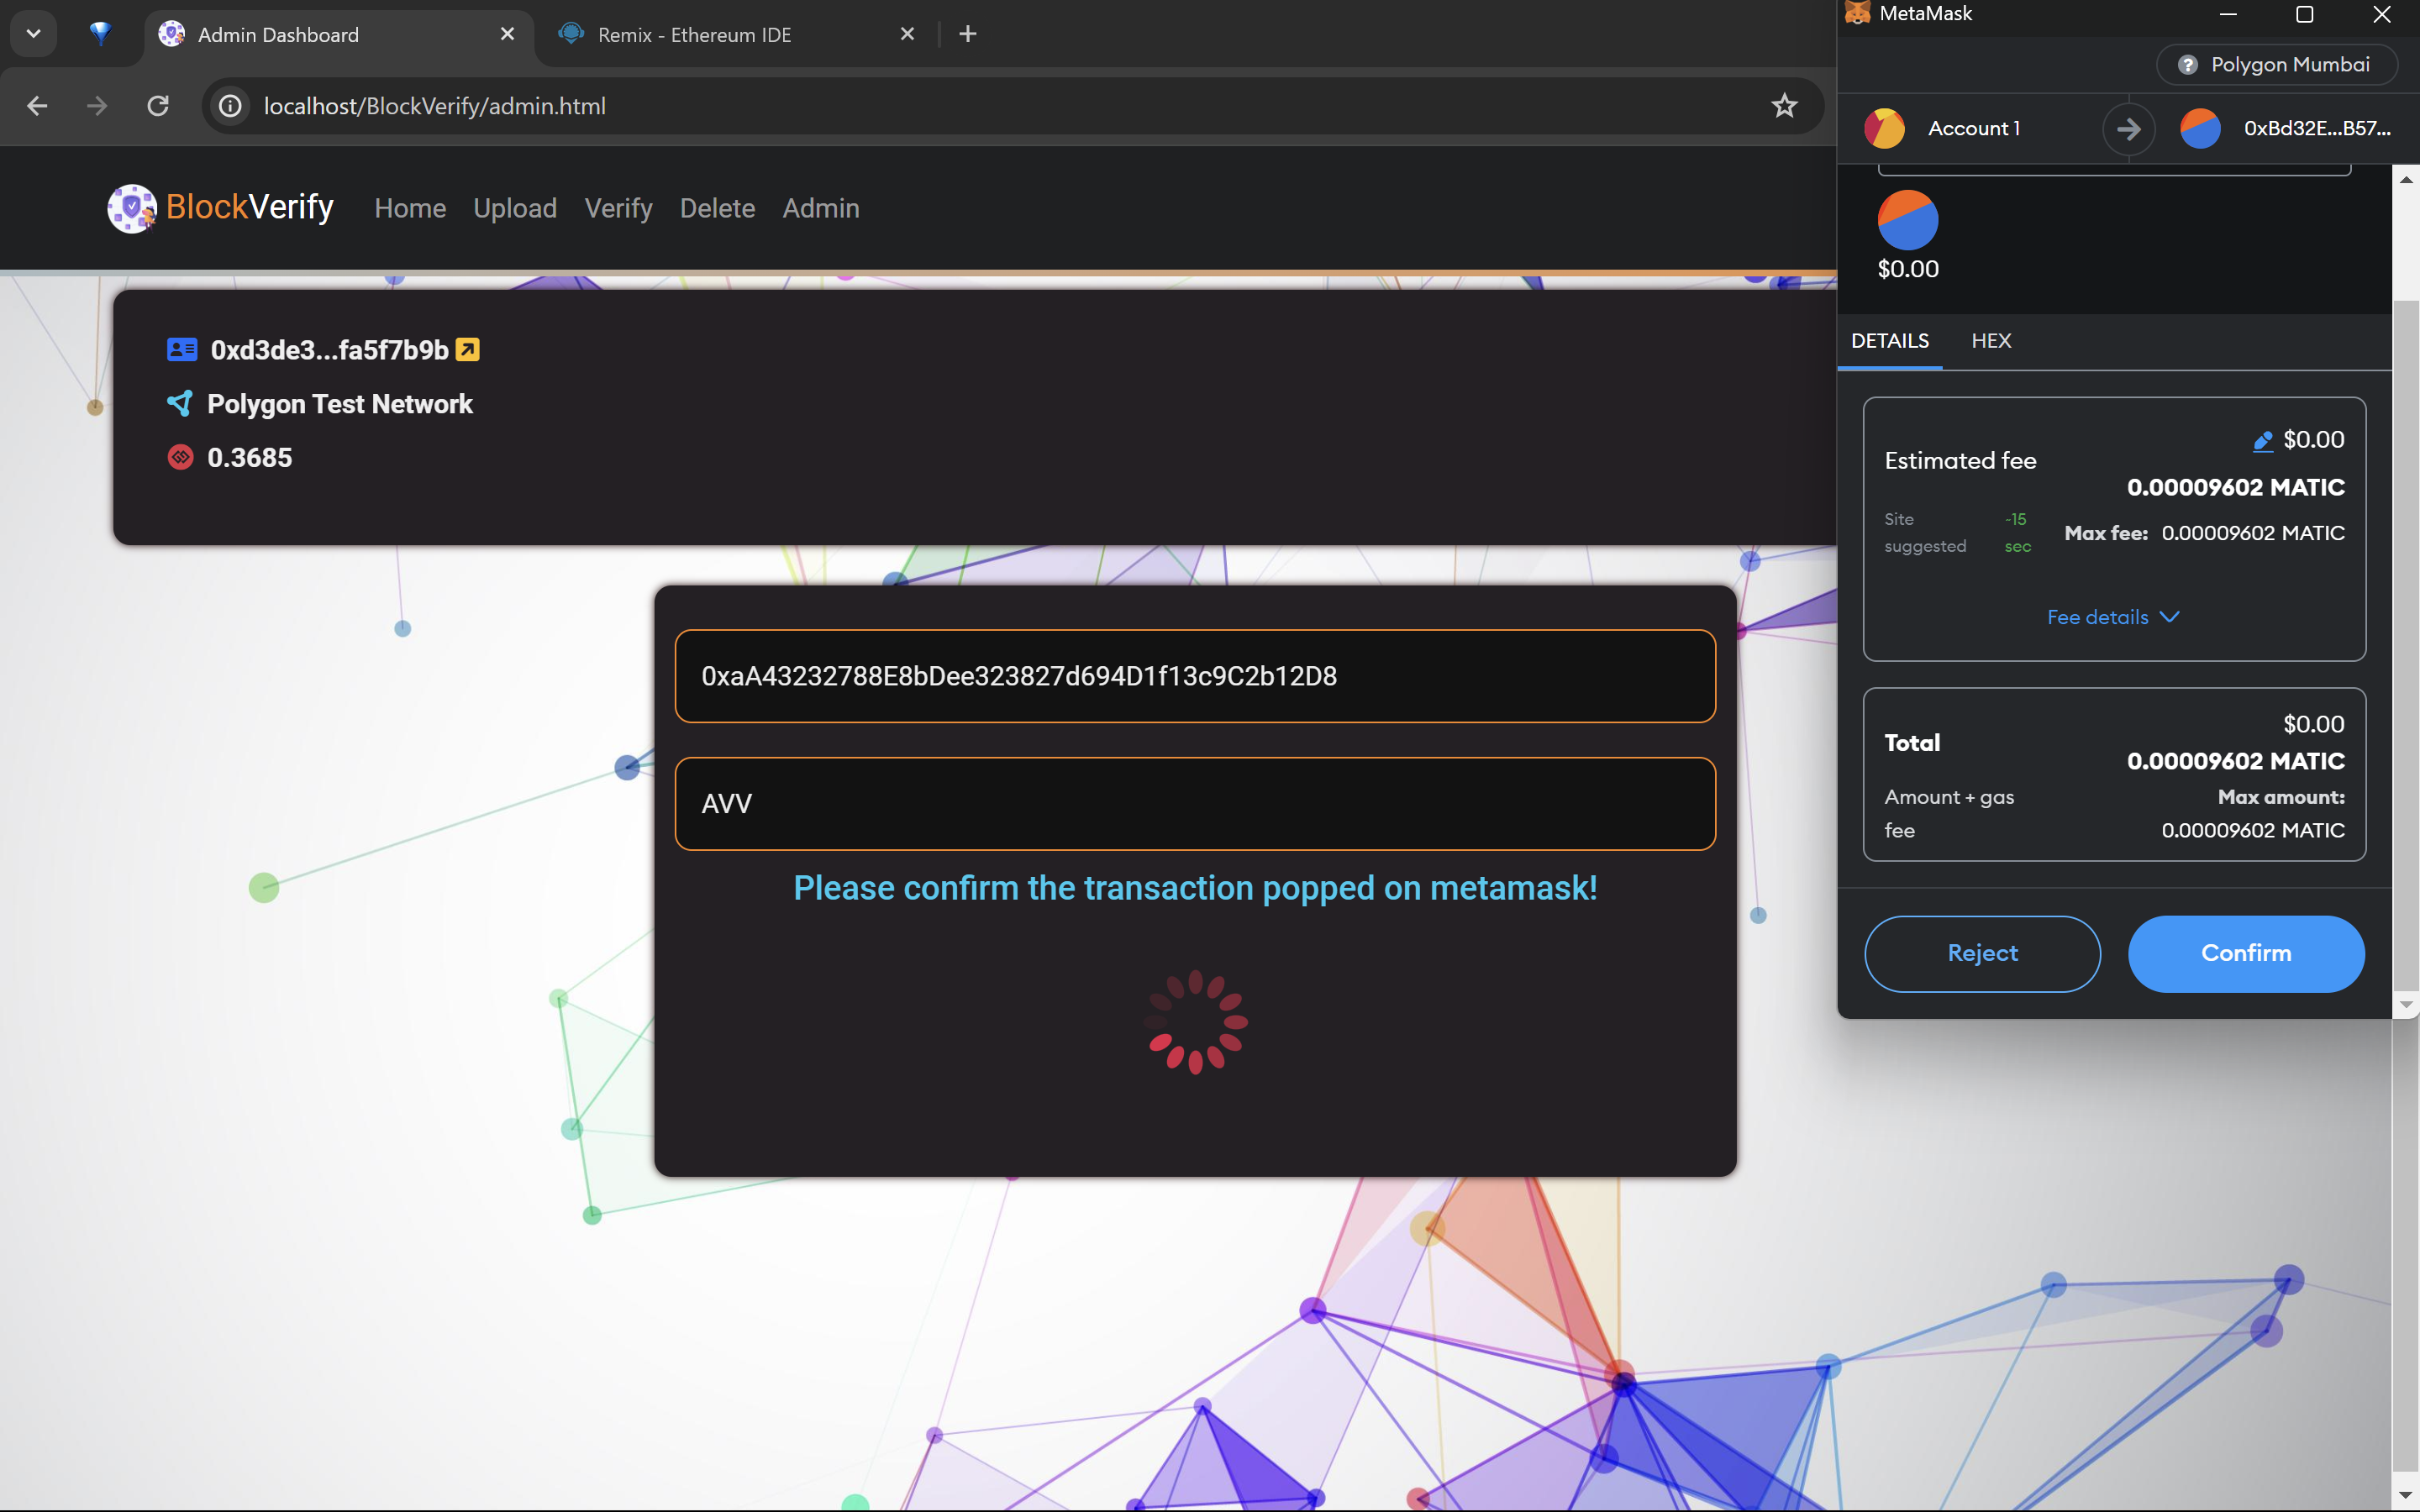 Admin Dashboard
Remix - Ethereum IDE
localhost/BlockVerify/admin.html
BlockVerify
Home
Upload
Verify
Delete
Admin
0xd3de3...fa5f7b9b
Polygon Test Network
0.3685
0xaA43232788E8bDee323827d694D1f13c9C2b12D8
AVV
Please confirm the transaction popped on metamask!
MetaMask
Polygon Mumbai
Account 1
0xBd32E...B57...
$0.00
DETAILS
HEX
$0.00
Estimated fee
0.00009602 MATIC
Site suggested
~15 sec
Max fee: 0.00009602 MATIC
Fee details
$0.00
Total
0.00009602 MATIC
Amount + gas fee
Max amount:
0.00009602 MATIC
Reject
Confirm